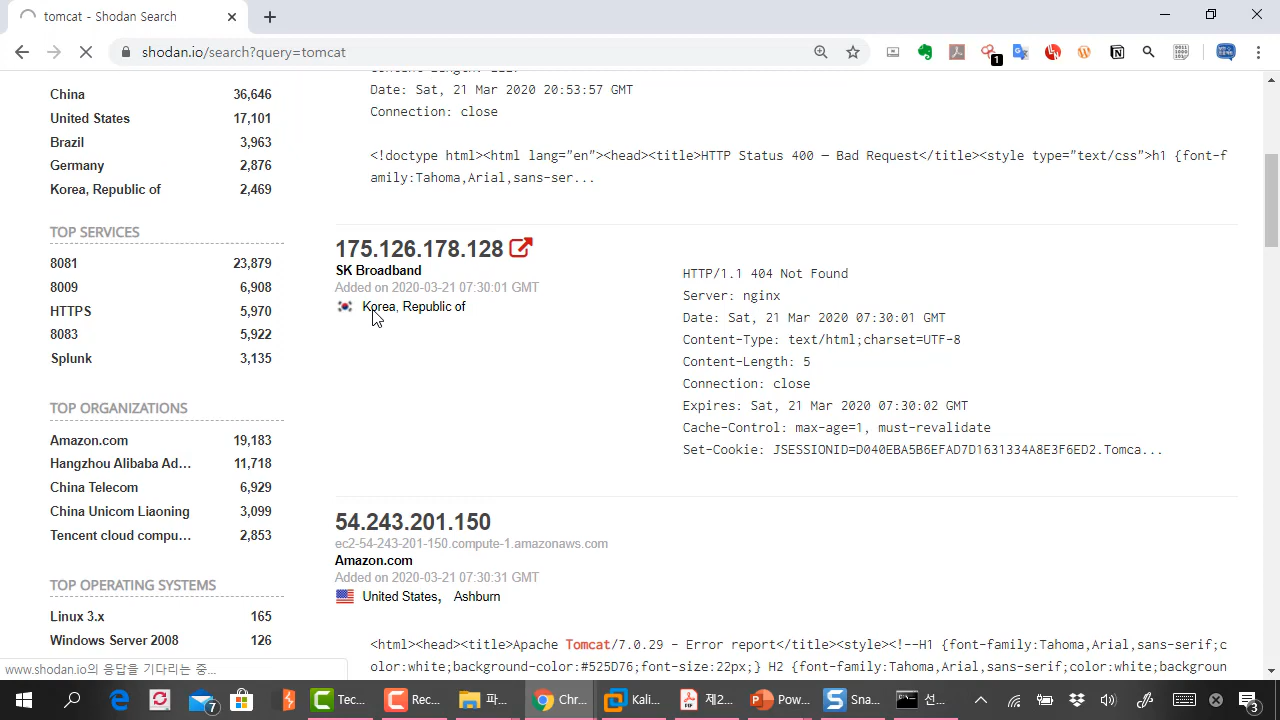 tomcat - Shodan Search
shodan.io/search?query=tomcat
1
China 36,646
United States 17,101
Brazil 3,963
Germany 2,876
Korea, Republic of 2,469
TOP SERVICES
8081 23,879
8009 6,908
HTTPS 5,970
8083 5,922
Splunk 3,135
TOP ORGANIZATIONS
Amazon.com 19,183
Hangzhou Alibaba Ad... 11,718
China Telecom 6,929
China Unicom Liaoning 3,099
Tencent cloud compu... 2,853
TOP OPERATING SYSTEMS
Linux 3.x 165
Windows Server 2008 126
Date: Sat, 21 Mar 2020 20:53:57 GMT
Connection: close
<!doctype html><html lang="en"><head><title>HTTP Status 400 – Bad Request</title><style type="text/css">h1 {font-f
amily:Tahoma,Arial,sans-ser...
175.126.178.128
SK Broadband
Added on 2020-03-21 07:30:01 GMT
Korea, Republic of
HTTP/1.1 404 Not Found
Server: nginx
Date: Sat, 21 Mar 2020 07:30:01 GMT
Content-Type: text/html;charset=UTF-8
Content-Length: 5
Connection: close
Expires: Sat, 21 Mar 2020 07:30:02 GMT
Cache-Control: max-age=1, must-revalidate
Set-Cookie: JSESSIONID=D040EBA5B6EFAD7D1631334A8E3F6ED2.Tomca...
54.243.201.150
ec2-54-243-201-150.compute-1.amazonaws.com
Amazon.com
Added on 2020-03-21 07:30:31 GMT
United States, Ashburn
<html><head><title>Apache Tomcat/7.0.29 - Error report</title><style><!--H1 {font-family:Tahoma,Arial,sans-serif;c
olor:white;background-color:#525D76;font-size:22px;} H2 {font-family:Tahoma,Arial,sans-serif;color:white;backgroun
www.shodan.io의 응답을 기다리는 중...
7
Tec...
Rec...
파...
Chr...
Kali...
제2...
Pow...
Sna...
선...
3